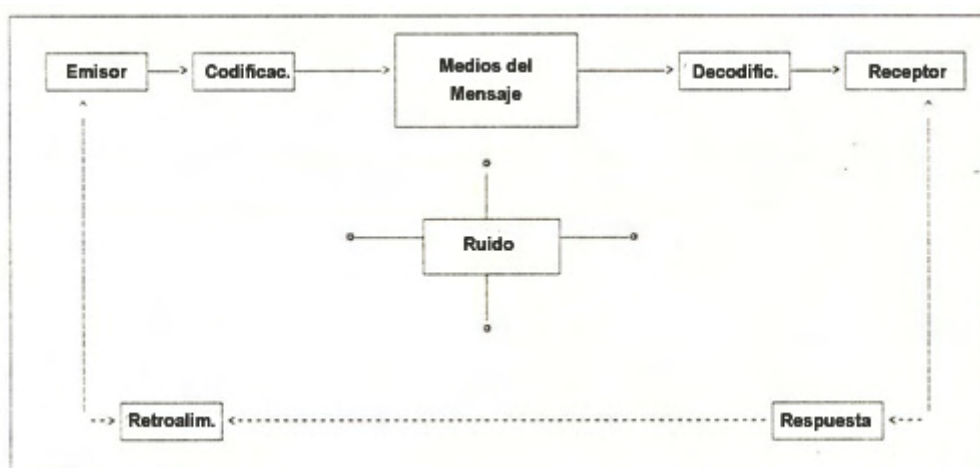 Emisor
Codificac.
Medios del
Mensaje
Decodific.
Receptor
Ruido
Retroalim.
Respuesta